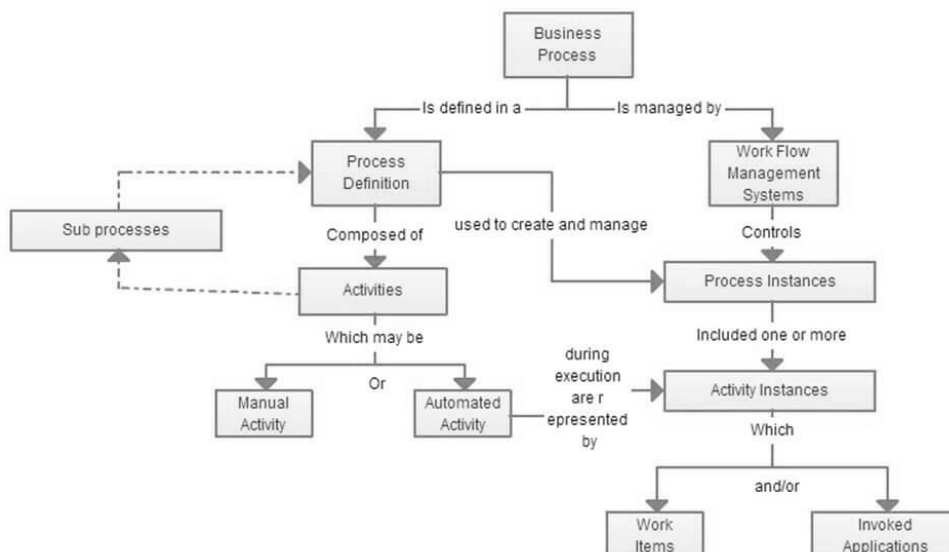 Business
Process
Is defined in a
Is managed by
Process
Definition
Work Flow
Management
Systems
Sub processes
Composed of
used to create and manage
Controls
Activities
Process Instances
Which may be
Included one or more
Or
during
execution
are r
epresented
by
Manual
Activity
Automated
Activity
Activity Instances
Which
and/or
Work
Items
Invoked
Applications